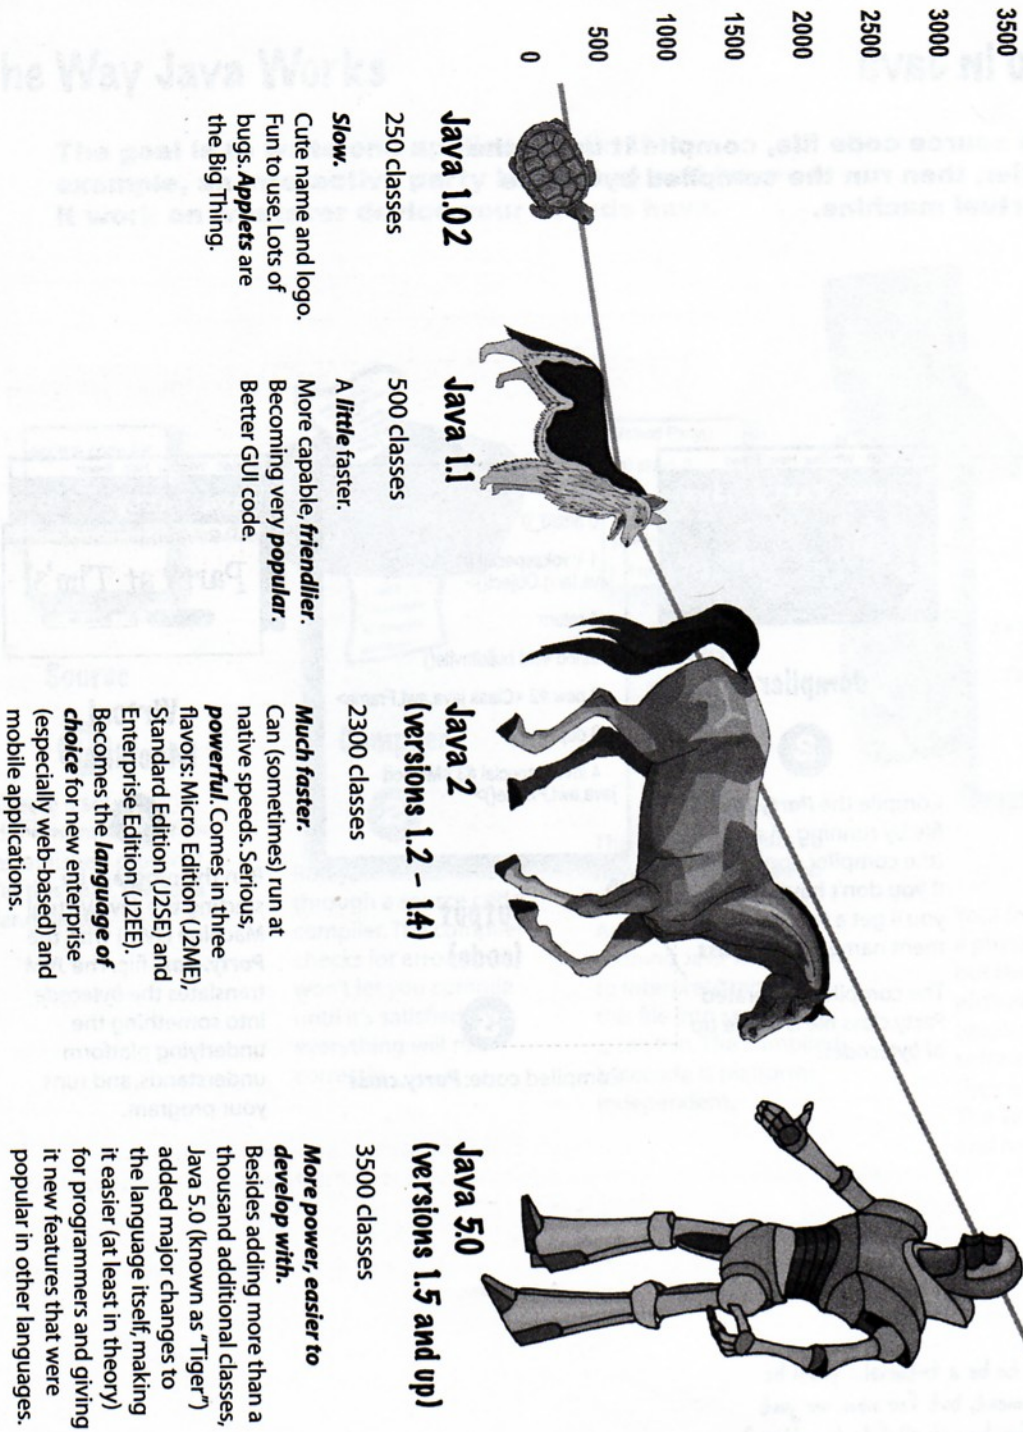 3500
3000
2500
2000
1500
1000
500
0
Java 1.02
250 classes
Slow.
Cute name and logo.
Fun to use. Lots of
bugs. Applets are
the Big Thing.
Java 1.1
500 classes
A little faster.
More capable, friendlier.
Becoming very popular.
Better GUI code.
Java 2
(versions 1.2 – 1.4)
2300 classes
Much faster.
Can (sometimes) run at
native speeds. Serious,
powerful. Comes in three
flavors: Micro Edition (J2ME),
Standard Edition (J2SE) and
Enterprise Edition (J2EE).
Becomes the language of
choice for new enterprise
(especially web-based) and
mobile applications.
Java 5.0
(versions 1.5 and up)
3500 classes
More power, easier to
develop with.
Besides adding more than a
thousand additional classes,
Java 5.0 (known as “Tiger”)
added major changes to
the language itself, making
it easier (at least in theory)
for programmers and giving
it new features that were
popular in other languages.